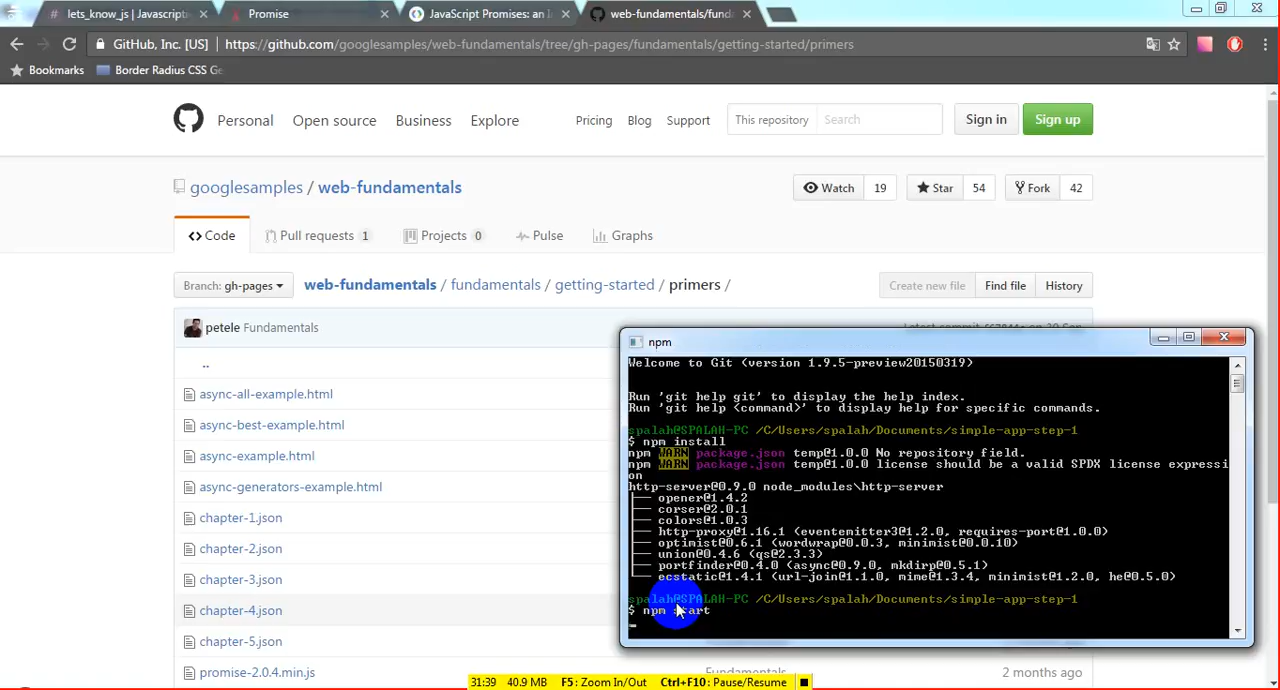 lets_know_js | Javascript
Promise
JavaScript Promises: an I
web-fundamentals/fund
GitHub, Inc. [US]
https://github.com/googlesamples/web-fundamentals/tree/gh-pages/fundamentals/getting-started/primers
Bookmarks
Border Radius CSS Ge
Personal
Open source
Business
Explore
Pricing
Blog
Support
This repository
Search
Sign in
Sign up
googlesamples / web-fundamentals
Watch 19
Star 54
Fork 42
Code
Pull requests 1
Projects 0
Pulse
Graphs
Branch: gh-pages
web-fundamentals / fundamentals / getting-started / primers /
Create new file
Find file
History
petele Fundamentals
..
async-all-example.html
async-best-example.html
async-example.html
async-generators-example.html
chapter-1.json
chapter-2.json
chapter-3.json
chapter-4.json
chapter-5.json
promise-2.0.4.min.js
Fundamentals
2 months ago
npm
Welcome to Git (version 1.9.5-preview20150319)
Run 'git help git' to display the help index.
Run 'git help <command>' to display help for specific commands.
spalah@SPALAH-PC /C/Users/spalah/Documents/simple-app-step-1
$ npm install
npm WARN package.json temp@1.0.0 No repository field.
npm WARN package.json temp@1.0.0 license should be a valid SPDX license expressi
on
http-server@0.9.0 node_modules\http-server
├── opener@1.4.2
├── corser@2.0.1
├── colors@1.0.3
├── http-proxy@1.16.1 (eventemitter3@1.2.0, requires-port@1.0.0)
├── optimist@0.6.1 (wordwrap@0.0.3, minimist@0.0.10)
├── union@0.4.6 (qs@2.3.3)
├── portfinder@0.4.0 (async@0.9.0, mkdirp@0.5.1)
└── ecstatic@1.4.1 (url-join@1.1.0, mime@1.3.4, minimist@1.2.0, he@0.5.0)
spalah@SPALAH-PC /C/Users/spalah/Documents/simple-app-step-1
$ npm start
31:39 40.9 MB F5: Zoom In/Out Ctrl+F10: Pause/Resume